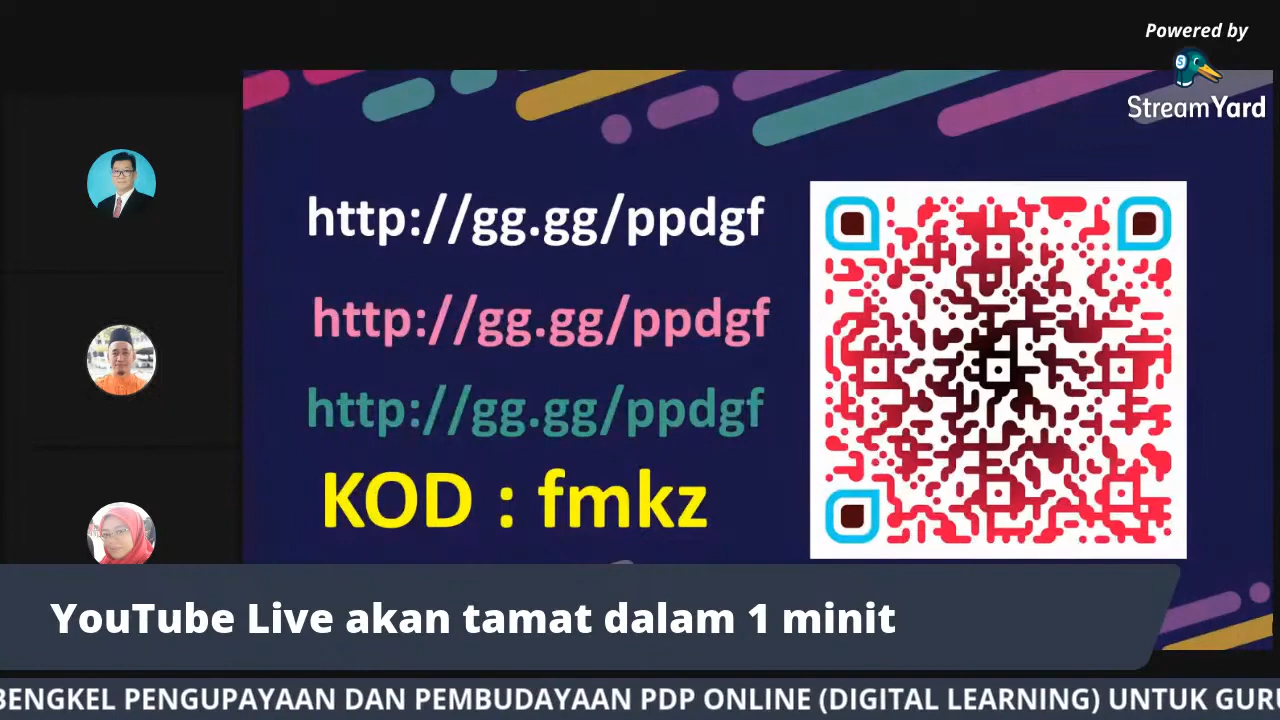 Powered by
StreamYard
http://gg.gg/ppdgf
http://gg.gg/ppdgf
http://gg.gg/ppdgf
KOD : fmkz
YouTube Live akan tamat dalam 1 minit
BENGKEL PENGUPAYAAN DAN PEMBUDAYAAN PDP ONLINE (DIGITAL LEARNING) UNTUK